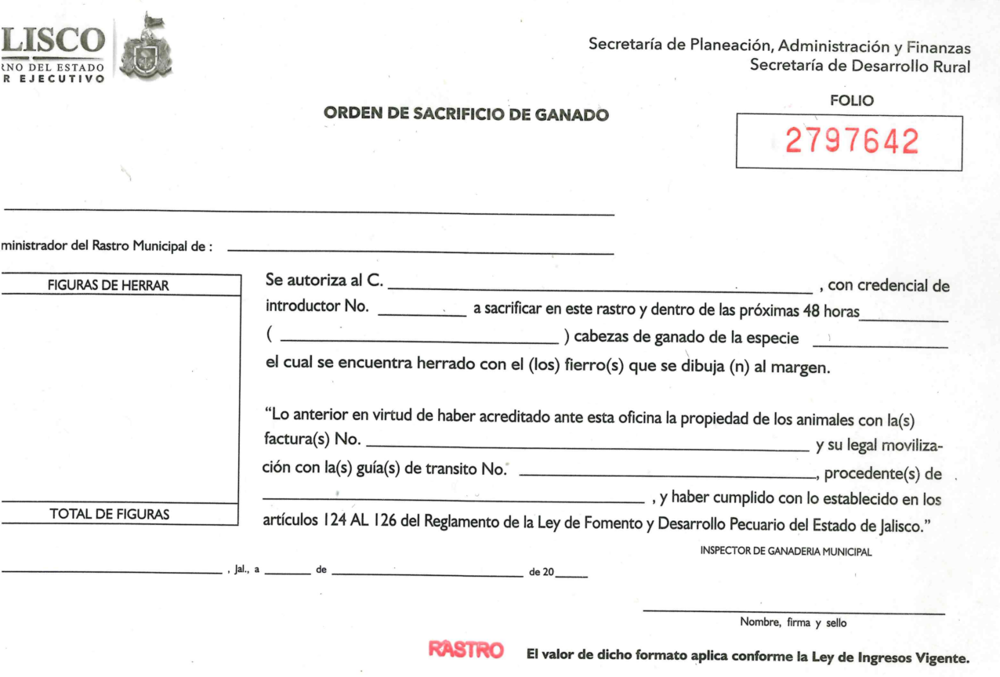 LISCO
RNO DEL ESTADO
R EJECUTIVO
Secretaría de Planeación, Administración y Finanzas
Secretaría de Desarrollo Rural
FOLIO
ORDEN DE SACRIFICIO DE GANADO
2797642
ministrador del Rastro Municipal de :
FIGURAS DE HERRAR
Se autoriza al C. , con credencial de
introductor No. a sacrificar en este rastro y dentro de las próximas 48 horas
( ) cabezas de ganado de la especie
el cual se encuentra herrado con el (los) fierro(s) que se dibuja (n) al margen.
“Lo anterior en virtud de haber acreditado ante esta oficina la propiedad de los animales con la(s)
factura(s) No. y su legal moviliza-
ción con la(s) guía(s) de transito No. , procedente(s) de
, y haber cumplido con lo establecido en los
TOTAL DE FIGURAS
artículos 124 AL 126 del Reglamento de la Ley de Fomento y Desarrollo Pecuario del Estado de Jalisco.”
INSPECTOR DE GANADERIA MUNICIPAL
, Jal., a de de 20
Nombre, firma y sello
RASTRO
El valor de dicho formato aplica conforme la Ley de Ingresos Vigente.